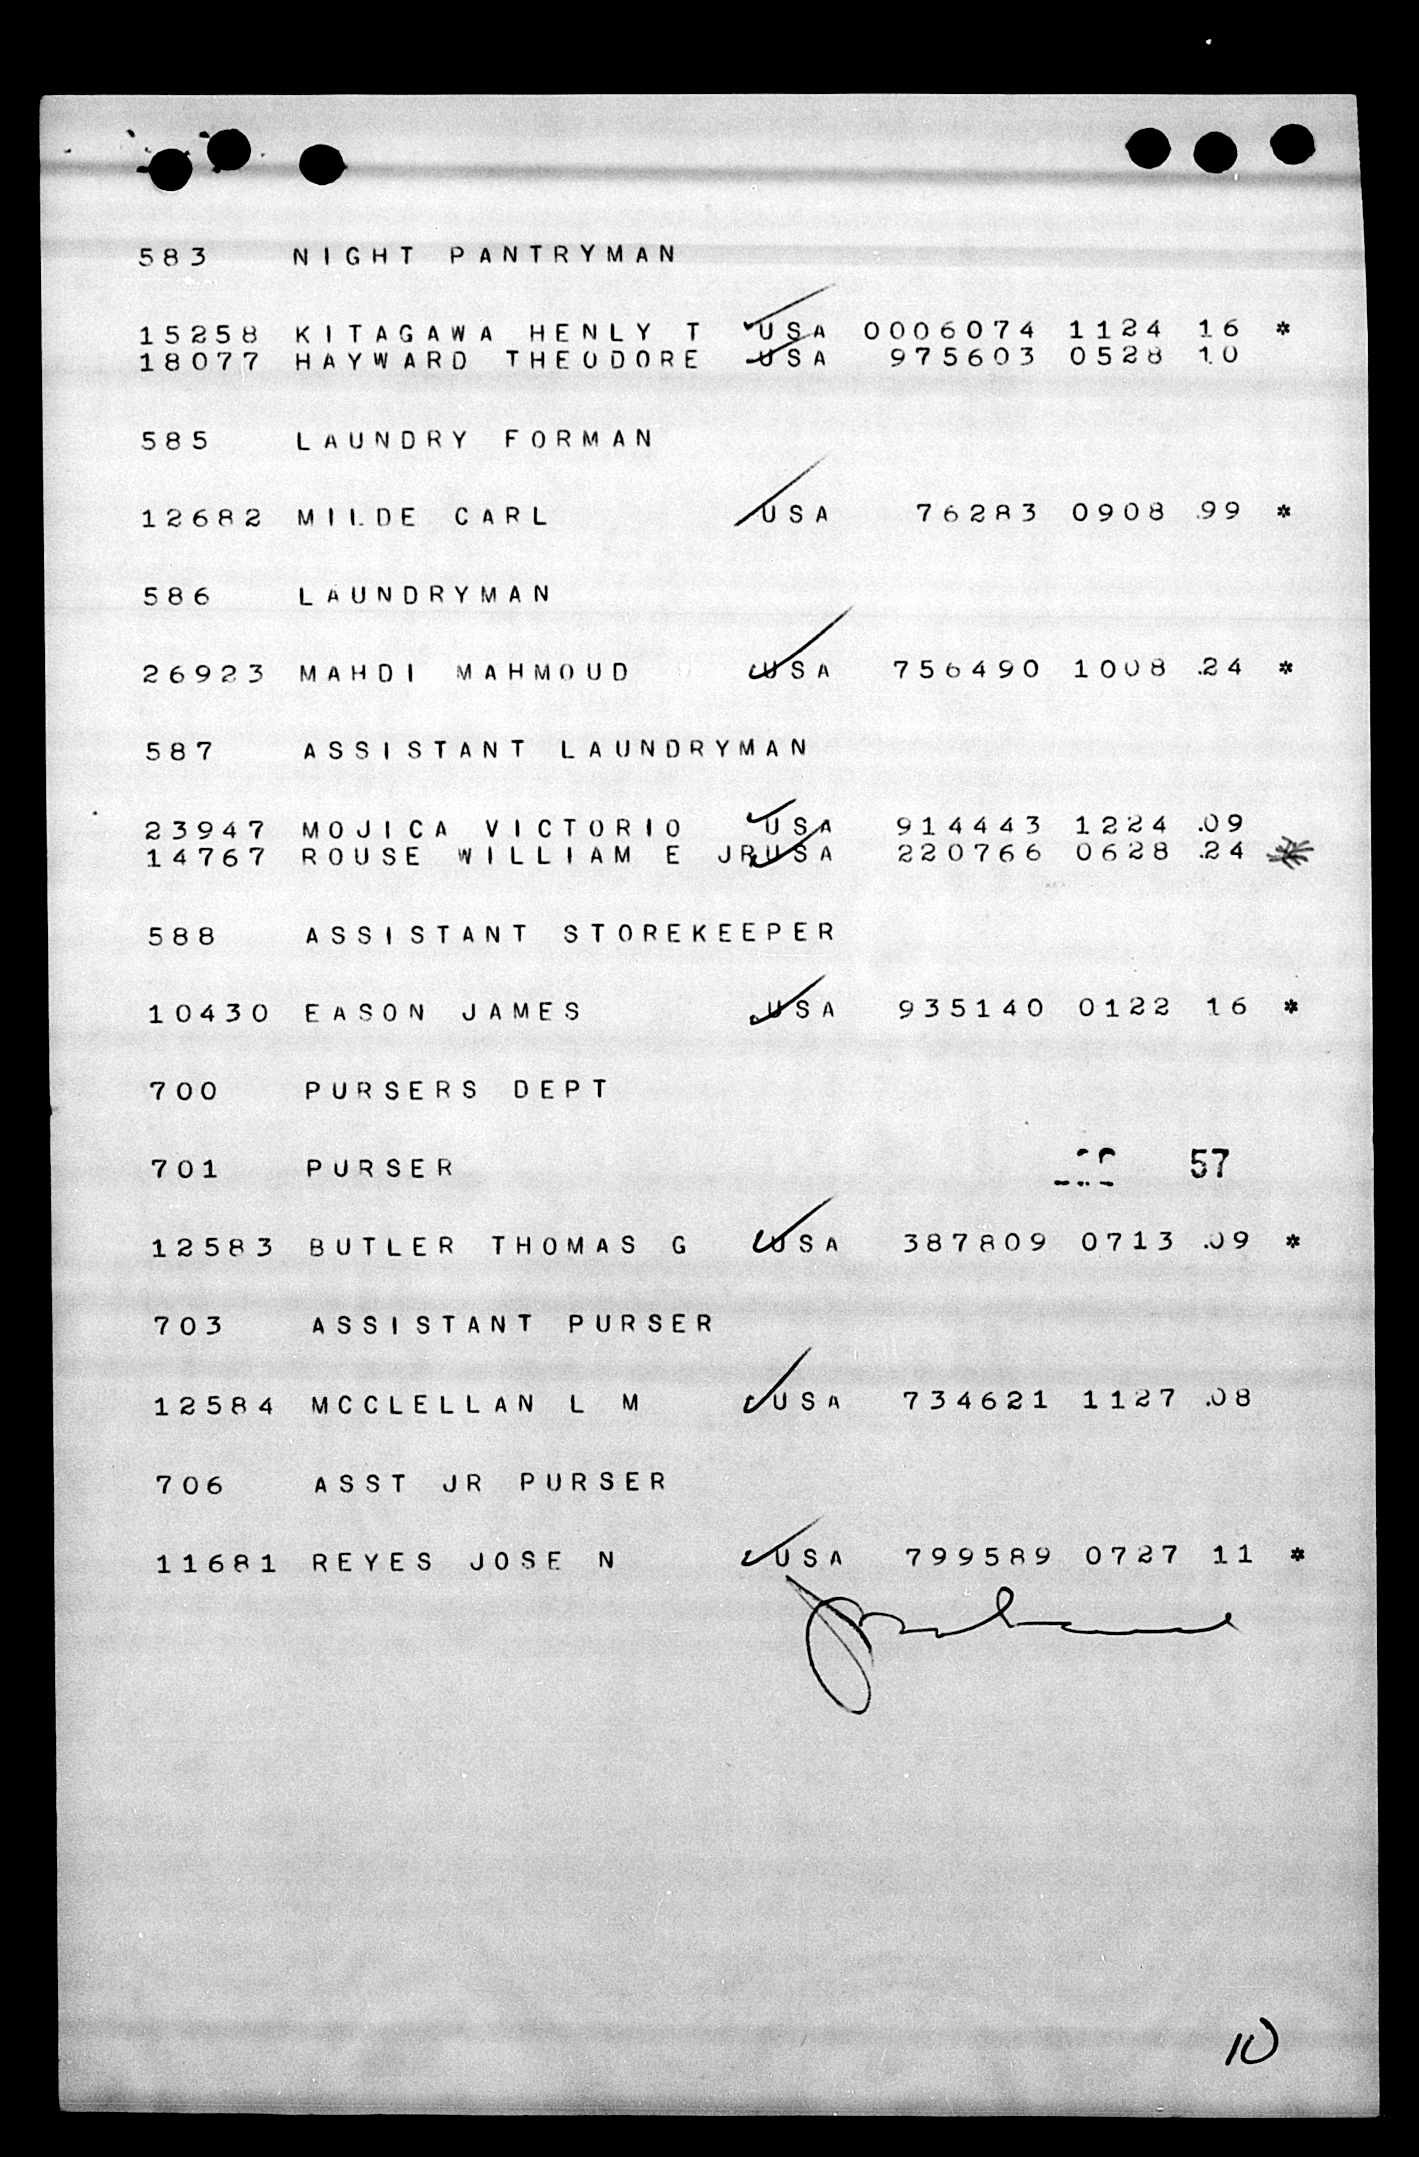 583 NIGHT PANTRYMAN
15258 KITAGAWA HENLY T USA 0006074 1124 16 *
18077 HAYWARD THEODORE USA 975603 0528 10
585 LAUNDRY FORMAN
12682 MILDE CARL USA 76283 0908 .99 *
586 LAUNDRYMAN
26923 MAHDI MAHMOUD USA 756490 1008 .24 *
587 ASSISTANT LAUNDRYMAN
23947 MOJICA VICTORIO USA 914443 1224 .09
14767 ROUSE WILLIAM E JR USA 220766 0628 .24
588 ASSISTANT STOREKEEPER
10430 EASON JAMES USA 935140 0122 16 *
700 PURSERS DEPT
701 PURSER 57
12583 BUTLER THOMAS G USA 387809 0713 .09 *
703 ASSISTANT PURSER
12584 MCCLELLAN L M USA 734621 1127 .08
706 ASST JR PURSER
11681 REYES JOSE N USA 799589 0727 11 *
10